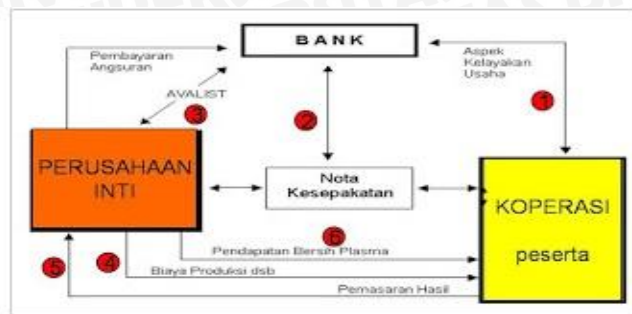 BANK
Pembayaran
Angsuran
Aspek
Kelayakan
Usaha
AVALIST
3
1
2
PERUSAHAAN
INTI
Nota
Kesepakatan
KOPERASI
peserta
6
Pendapatan Bersih Plasma
5
4
Biaya Produksi dsb
Pemasaran Hasil